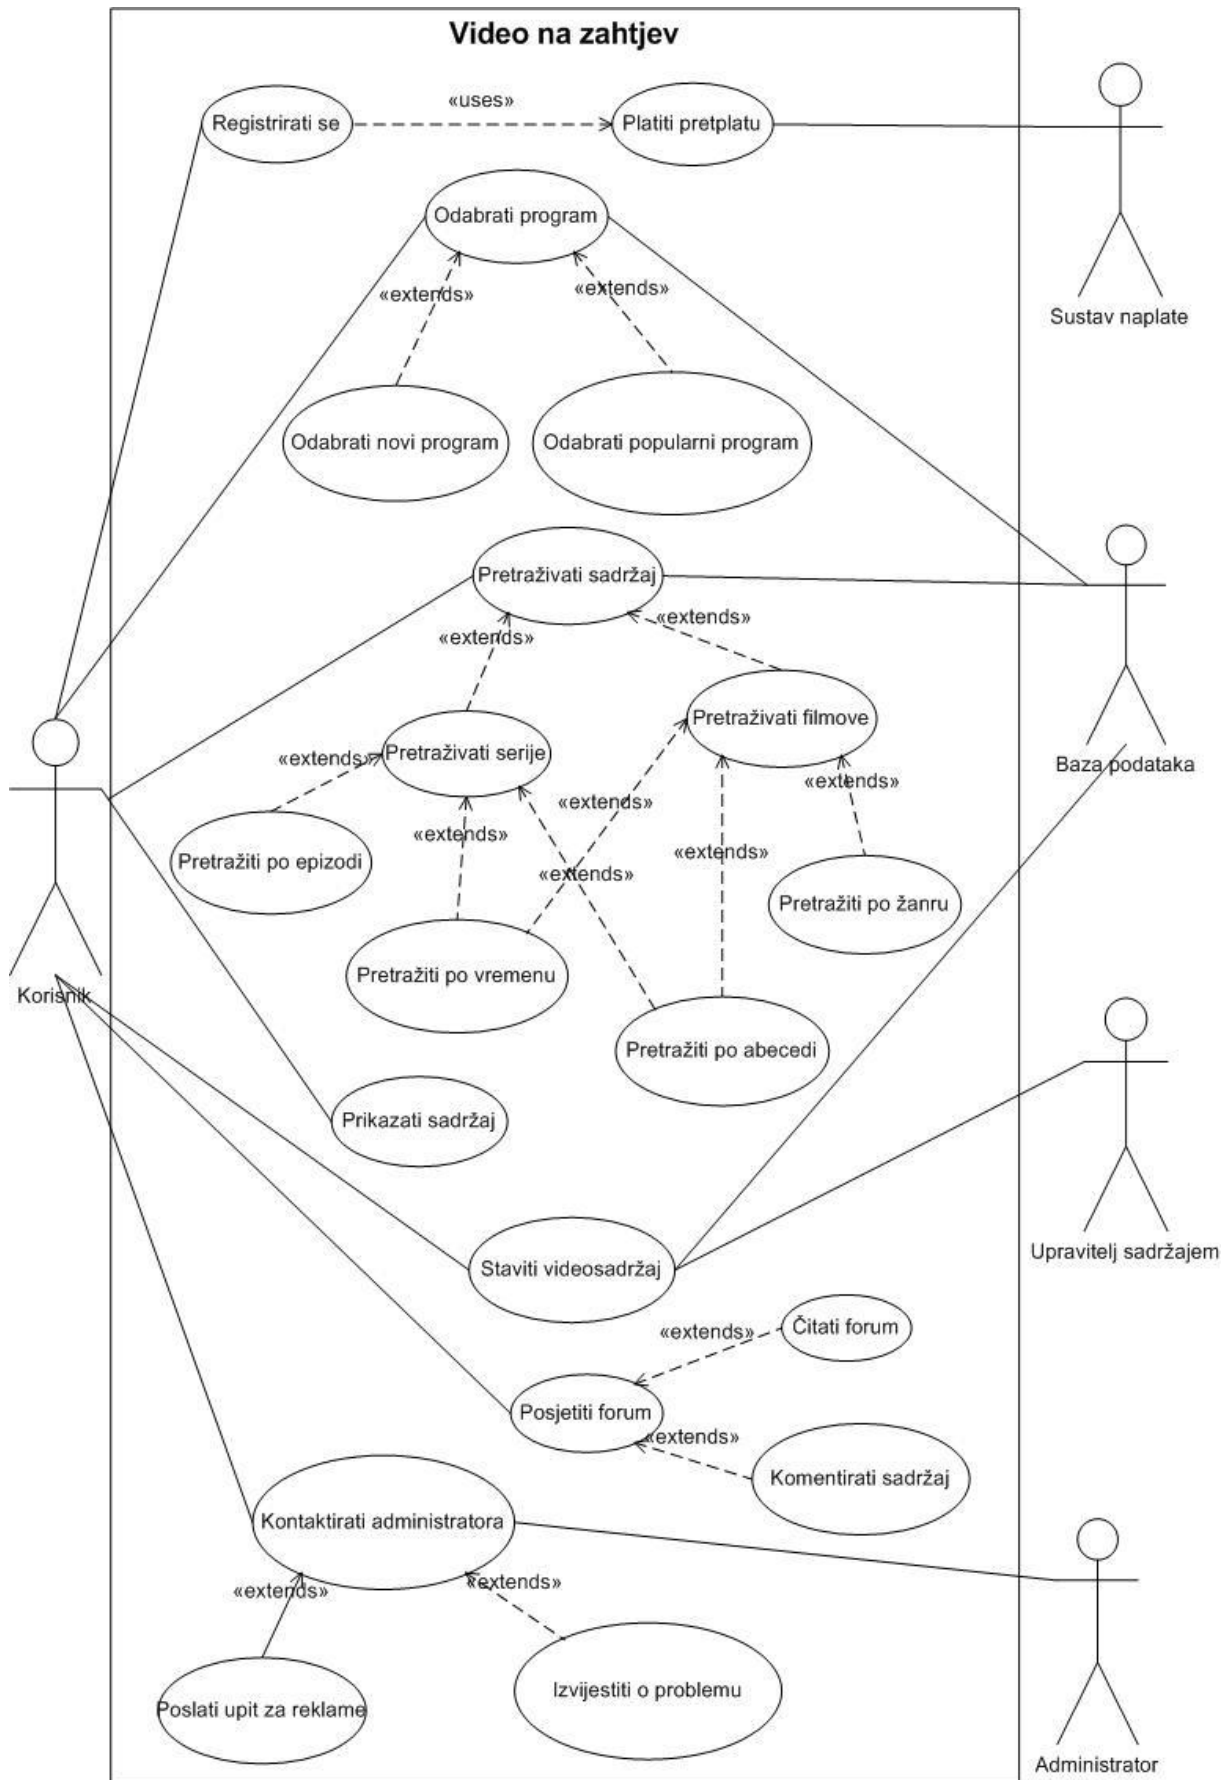 Video na zahtjev
«uses»
Registrirati se
Platiti pretplatu
Odabrati program
«extends»
«extends»
Sustav naplate
Odabrati novi program
Odabrati popularni program
Pretraživati sadržaj
«extends»
«extends»
Pretraživati filmove
Pretraživati serije
«extends»
Baza podataka
«extends»
«extends»
«extends»
«extends»
«extends»
Pretražiti po epizodi
«extends»
Pretražiti po žanru
Pretražiti po vremenu
Korisnik
Pretražiti po abecedi
Prikazati sadržaj
Upravitelj sadržajem
Staviti videosadržaj
Čitati forum
«extends»
Posjetiti forum
«extends»
Komentirati sadržaj
Kontaktirati administratora
«extends»
«extends»
Izvijestiti o problemu
Poslati upit za reklame
Administrator